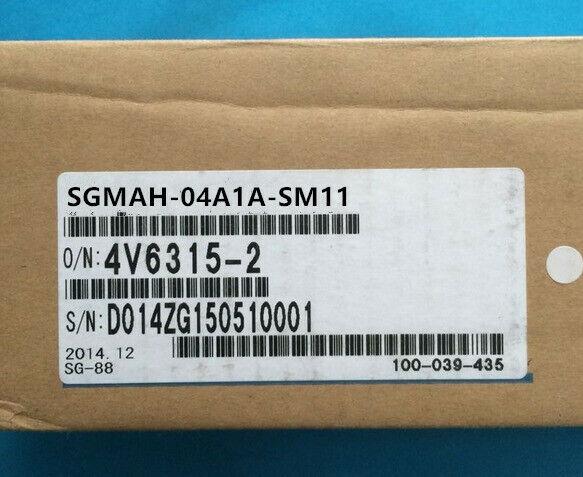 SGMAH-04A1A-SM11
O/N: 4V6315-2
S/N: D014ZG150510001
2014.12
SG-88
100-039-435